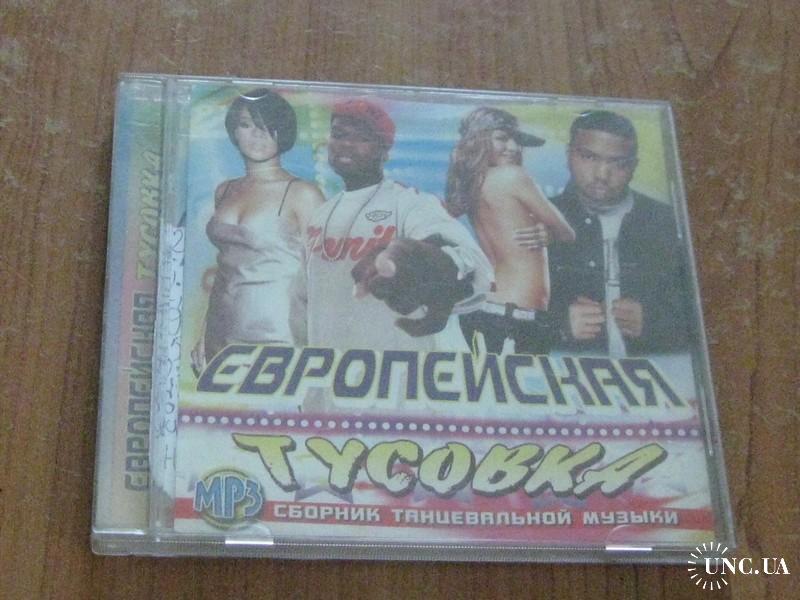 ЕВРОПЕЙСКАЯ
ТУСОВКА
MP3
СБОРНИК ТАНЦЕВАЛЬНОЙ МУЗЫКИ
ЕВРОПЕЙСКАЯ ТУСОВКА
UNC.UA